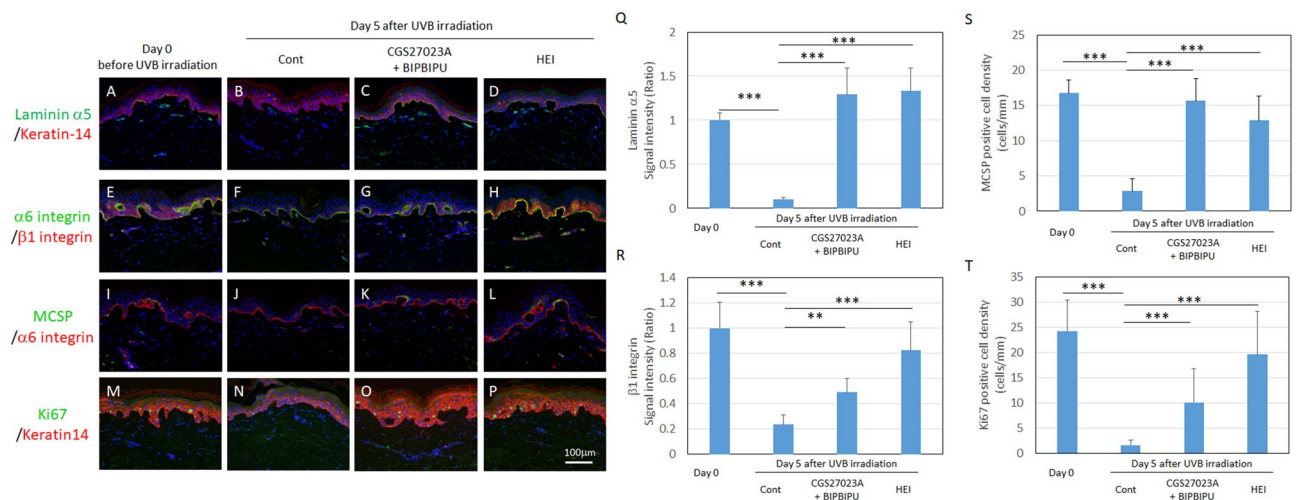 Day 5 after UVB irradiation
Day 0
before UVB irradiation
Cont
CGS27023A
+ BIPBIPU
HEI
Laminin α5
/Keratin-14
A
B
C
D
α6 integrin
/β1 integrin
E
F
G
H
MCSP
/α6 integrin
I
J
K
L
Ki67
/Keratin14
M
N
O
P
100μm
Q
Laminin α5
Signal intensity (Ratio)
2
1.5
1
0.5
0
***
***
***
Day 0
Day 5 after UVB irradiation
Cont
CGS27023A
+ BIPBIPU
HEI
R
β1 integrin
Signal intensity (Ratio)
1.4
1.2
1
0.8
0.6
0.4
0.2
0
***
***
**
Day 0
Day 5 after UVB irradiation
Cont
CGS27023A
+ BIPBIPU
HEI
S
MCSP positive cell density
(cells/mm)
25
20
15
10
5
0
***
***
***
Day 0
Day 5 after UVB irradiation
Cont
CGS27023A
+ BIPBIPU
HEI
T
Ki67 positive cell density
(cells/mm)
35
30
25
20
15
10
5
0
***
***
***
Day 0
Day 5 after UVB irradiation
Cont
CGS27023A
+ BIPBIPU
HEI